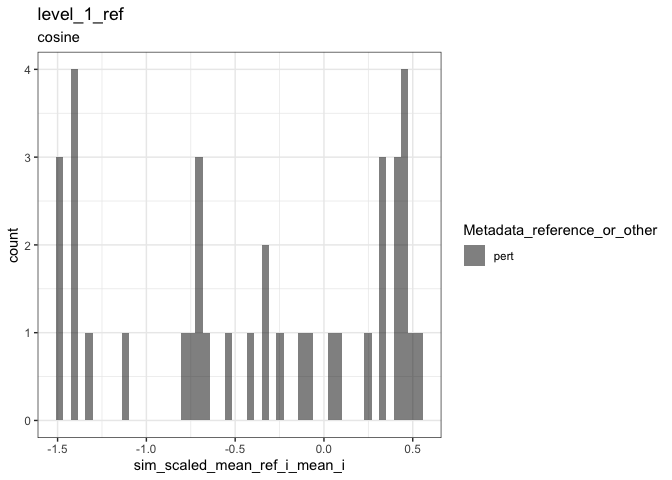 level_1_ref
cosine
4
3
2
1
0
count
-1.5
-1.0
-0.5
0.0
0.5
sim_scaled_mean_ref_i_mean_i
Metadata_reference_or_other
pert